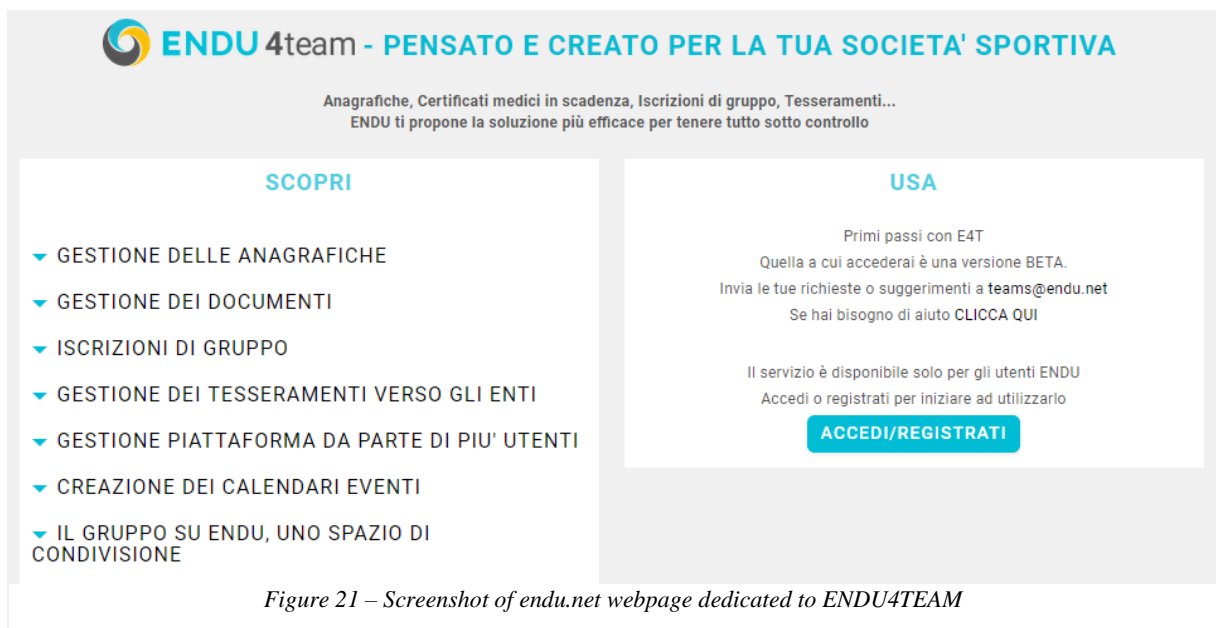 ENDU 4team - PENSATO E CREATO PER LA TUA SOCIETA' SPORTIVA
Anagrafiche, Certificati medici in scadenza, Iscrizioni di gruppo, Tesseramenti...
ENDU ti propone la soluzione più efficace per tenere tutto sotto controllo
SCOPRI
GESTIONE DELLE ANAGRAFICHE
GESTIONE DEI DOCUMENTI
ISCRIZIONI DI GRUPPO
GESTIONE DEI TESSERAMENTI VERSO GLI ENTI
GESTIONE PIATTAFORMA DA PARTE DI PIU' UTENTI
CREAZIONE DEI CALENDARI EVENTI
IL GRUPPO SU ENDU, UNO SPAZIO DI
CONDIVISIONE
USA
Primi passi con E4T
Quella a cui accederai è una versione BETA.
Invia le tue richieste o suggerimenti a teams@endu.net
Se hai bisogno di aiuto CLICCA QUI
Il servizio è disponibile solo per gli utenti ENDU
Accedi o registrati per iniziare ad utilizzarlo
ACCEDI/REGISTRATI
Figure 21 – Screenshot of endu.net webpage dedicated to ENDU4TEAM